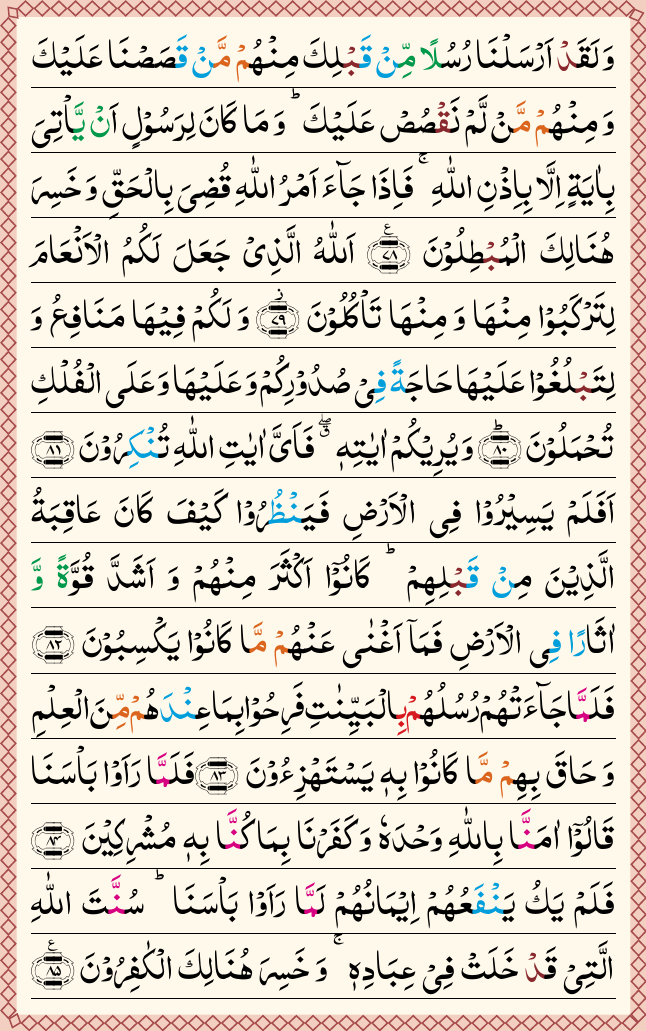 وَلَقَدْ اَرْسَلْنَا رُسُلًا مِّنْ قَبْلِكَ مِنْهُمْ مَّنْ قَصَصْنَا عَلَيْكَ
وَمِنْهُمْ مَّنْ لَّمْ نَقْصُصْ عَلَيْكَ ؕ وَمَا كَانَ لِرَسُوْلٍ اَنْ يَّاْتِیَ
بِاٰيَةٍ اِلَّا بِاِذْنِ اللّٰهِ ۚ فَاِذَا جَآءَ اَمْرُ اللّٰهِ قُضِیَ بِالْحَقِّ وَخَسِرَ
هُنَالِكَ الْمُبْطِلُوْنَ ﴿۷۸﴾ اَللّٰهُ الَّذِیْ جَعَلَ لَكُمُ الْاَنْعَامَ
لِتَرْكَبُوْا مِنْهَا وَمِنْهَا تَاْكُلُوْنَ ﴿۷۹﴾ وَلَكُمْ فِيْهَا مَنَافِعُ وَ
لِتَبْلُغُوْا عَلَيْهَا حَاجَةً فِیْ صُدُوْرِكُمْ وَعَلَيْهَا وَعَلَى الْفُلْكِ
تُحْمَلُوْنَ ﴿۸۰﴾ وَيُرِيْكُمْ اٰيٰتِهٖ ۖۗ فَاَیَّ اٰيٰتِ اللّٰهِ تُنْكِرُوْنَ ﴿۸۱﴾
اَفَلَمْ يَسِيْرُوْا فِی الْاَرْضِ فَيَنْظُرُوْا كَيْفَ كَانَ عَاقِبَةُ
الَّذِيْنَ مِنْ قَبْلِهِمْ ؕ كَانُوْۤا اَكْثَرَ مِنْهُمْ وَ اَشَدَّ قُوَّةً وَّ
اٰثَارًا فِی الْاَرْضِ فَمَاۤ اَغْنٰی عَنْهُمْ مَّا كَانُوْا يَكْسِبُوْنَ ﴿۸۲﴾
فَلَمَّا جَآءَتْهُمْ رُسُلُهُمْ بِالْبَيِّنٰتِ فَرِحُوْا بِمَا عِنْدَهُمْ مِّنَ الْعِلْمِ
وَحَاقَ بِهِمْ مَّا كَانُوْا بِهٖ يَسْتَهْزِءُوْنَ ﴿۸۳﴾ فَلَمَّا رَاَوْا بَاْسَنَا
قَالُوْۤا اٰمَنَّا بِاللّٰهِ وَحْدَهٗ وَكَفَرْنَا بِمَا كُنَّا بِهٖ مُشْرِكِيْنَ ﴿۸۴﴾
فَلَمْ يَكُ يَنْفَعُهُمْ اِيْمَانُهُمْ لَمَّا رَاَوْا بَاْسَنَا ؕ سُنَّتَ اللّٰهِ
الَّتِیْ قَدْ خَلَتْ فِیْ عِبَادِهٖ ۚ وَخَسِرَ هُنَالِكَ الْكٰفِرُوْنَ ﴿۸۵﴾